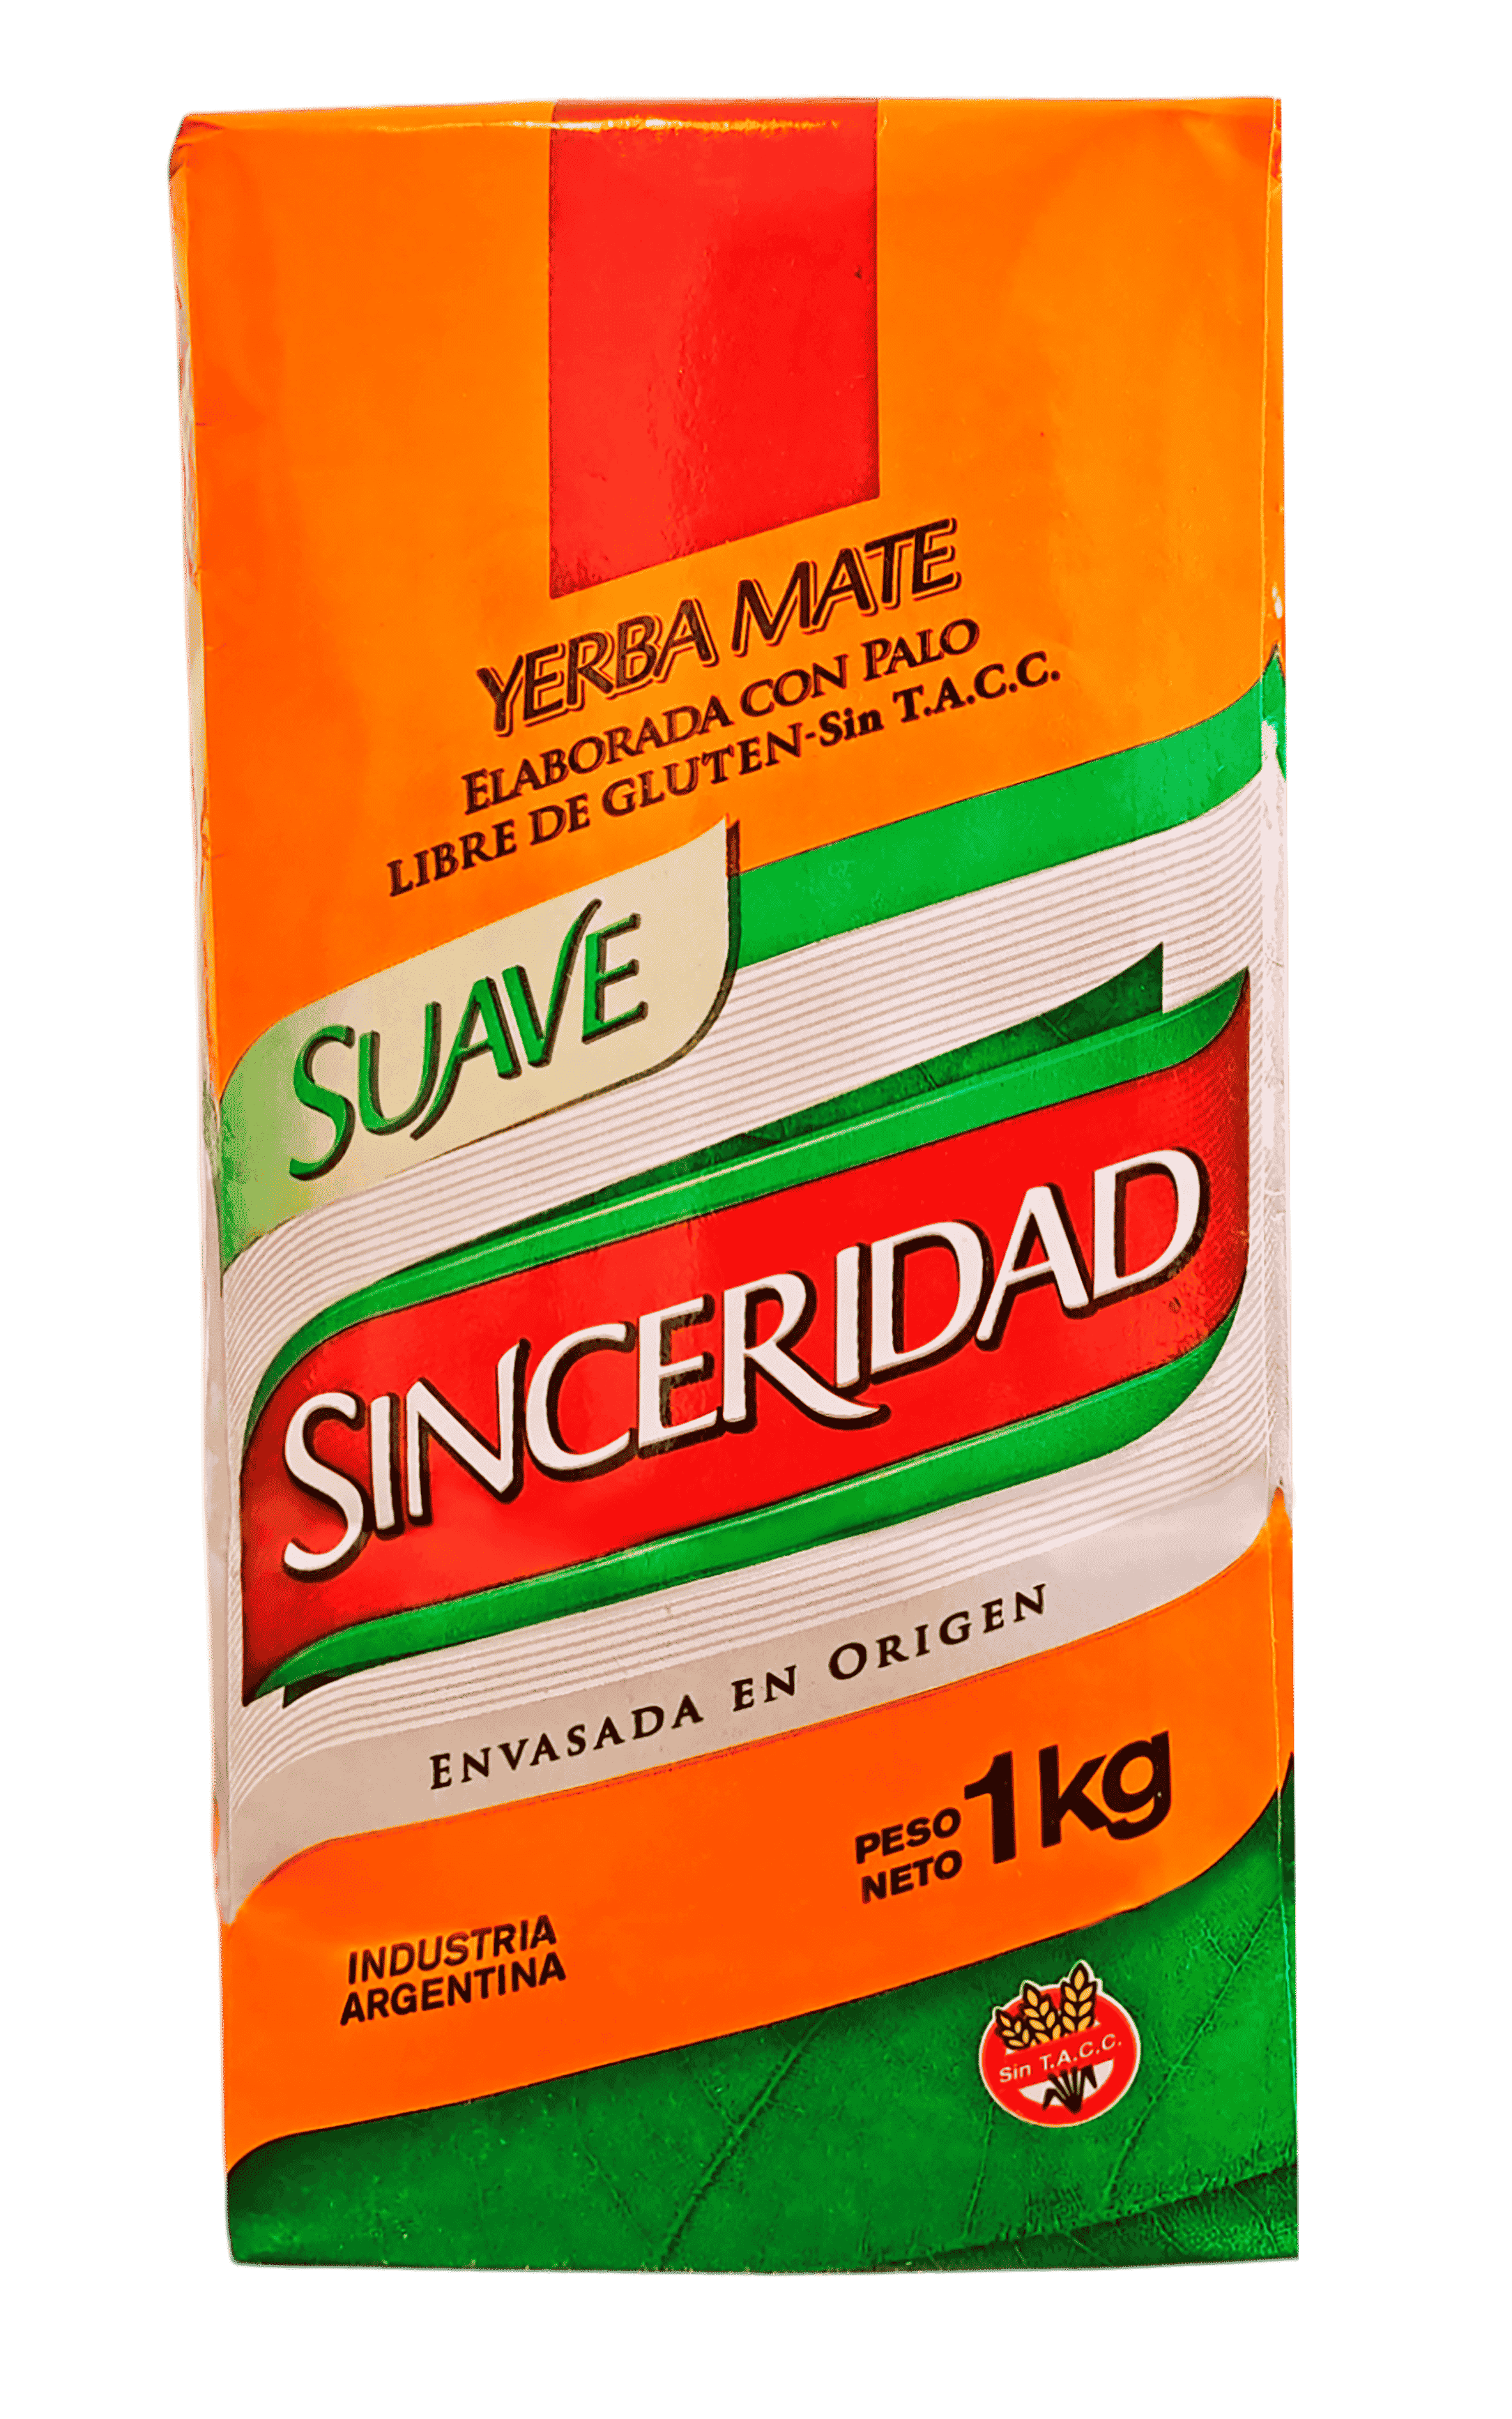 YERBA MATE
ELABORADA CON PALO
LIBRE DE GLUTEN-Sin T.A.C.C.
SUAVE
SINCERIDAD
ENVASADA EN ORIGEN
PESO NETO 1kg
INDUSTRIA
ARGENTINA
Sin T.A.C.C.